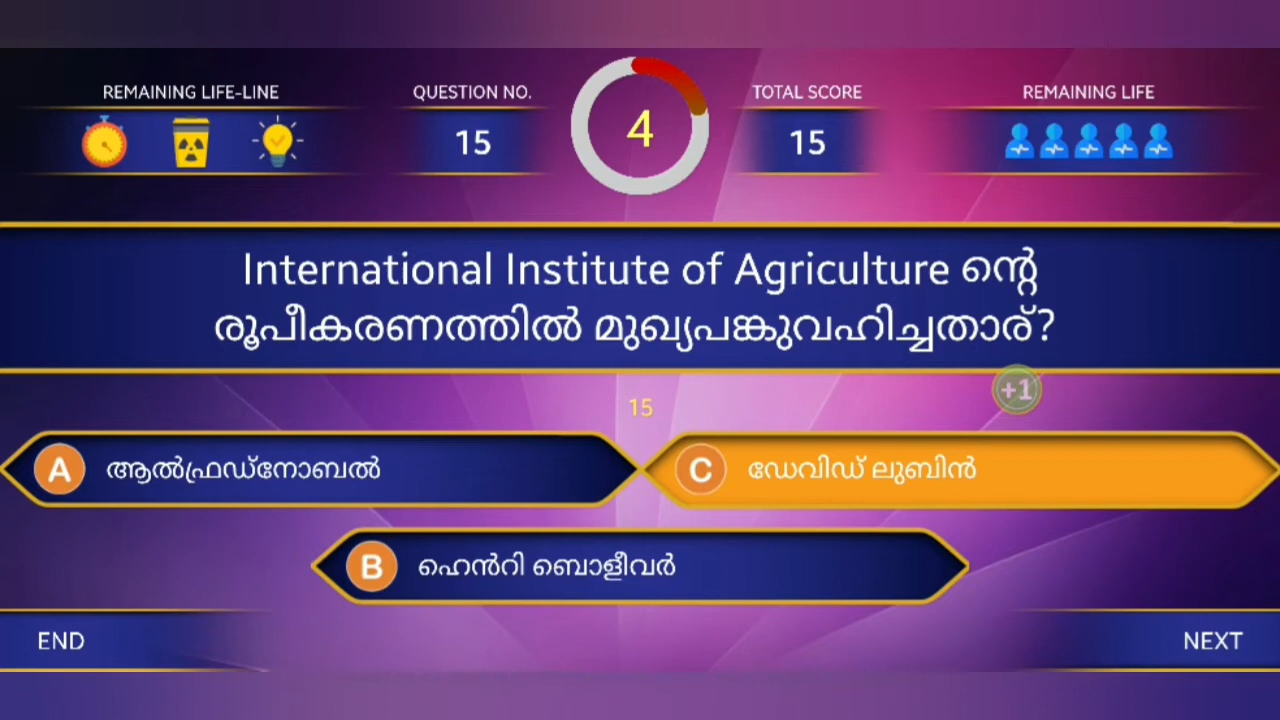 REMAINING LIFE-LINE
QUESTION NO.
15
4
TOTAL SCORE
15
REMAINING LIFE
International Institute of Agriculture ന്റെ
രൂപീകരണത്തിൽ മുഖ്യപങ്കുവഹിച്ചതാര്?
+1
15
A ആൽഫ്രഡ്നോബൽ
C ഡേവിഡ് ലുബിൻ
B ഹെൻറി ബൊളീവർ
END
NEXT